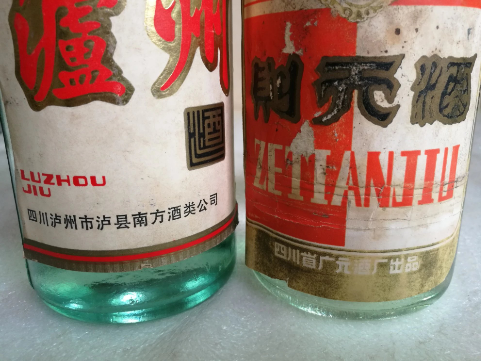 瀘州
酒
LUZHOU
JIU
四川泸州市泸县南方酒类公司
则天酒
ZETIANJIU
四川省广元酒厂出品